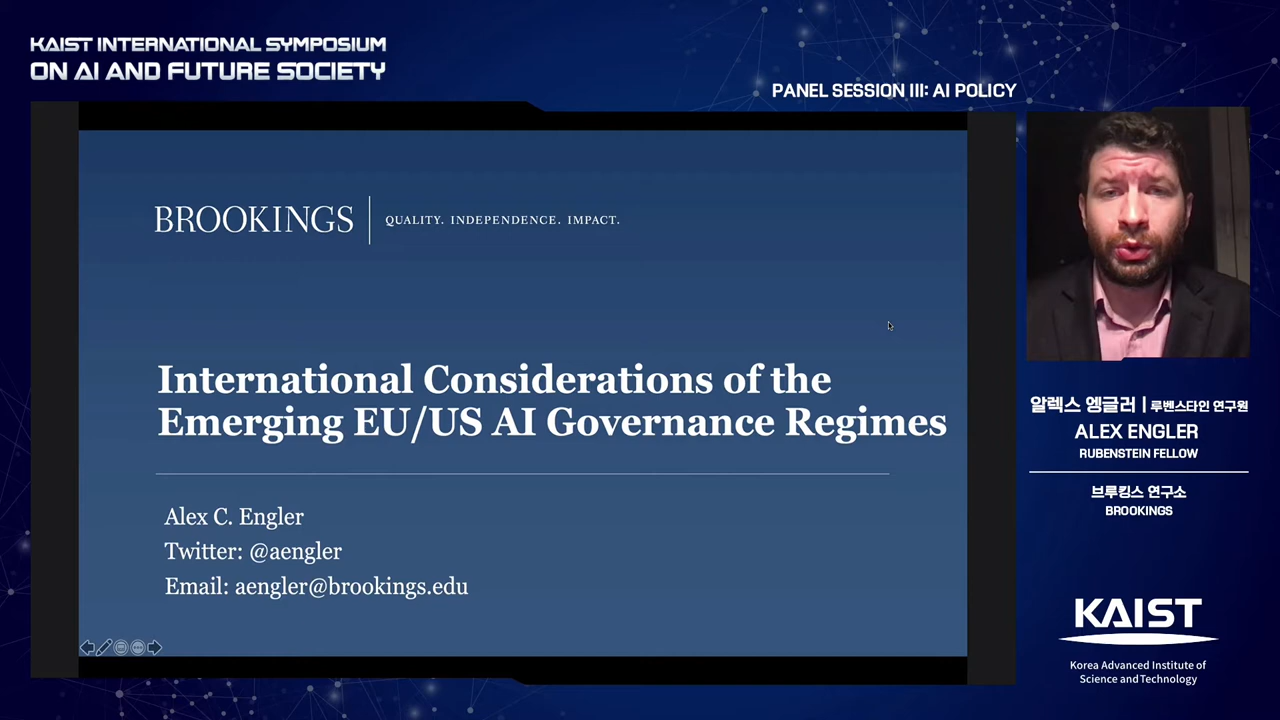 KAIST INTERNATIONAL SYMPOSIUM
ON AI AND FUTURE SOCIETY
PANEL SESSION III: AI POLICY
BROOKINGS
QUALITY. INDEPENDENCE. IMPACT.
International Considerations of the
Emerging EU/US AI Governance Regimes
Alex C. Engler
Twitter: @aengler
Email: aengler@brookings.edu
알렉스 엥글러 | 루벤스타인 연구원
ALEX ENGLER
RUBENSTEIN FELLOW
브루킹스 연구소
BROOKINGS
KAIST
Korea Advanced Institute of
Science and Technology